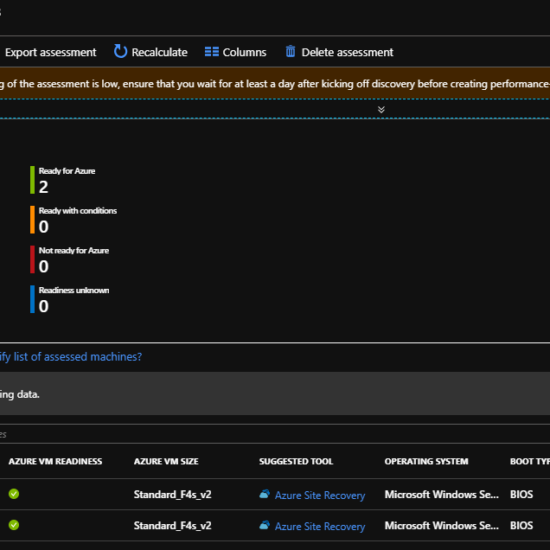 Export assessment Recalculate Columns Delete assessment
g of the assessment is low, ensure that you wait for at least a day after kicking off discovery before creating performance-
Ready for Azure
2
Ready with conditions
0
Not ready for Azure
0
Readiness unknown
0
ify list of assessed machines?
ing data.
es
AZURE VM READINESS AZURE VM SIZE SUGGESTED TOOL OPERATING SYSTEM BOOT TYP
Standard_F4s_v2 Azure Site Recovery Microsoft Windows Se... BIOS
Standard_F4s_v2 Azure Site Recovery Microsoft Windows Se... BIOS